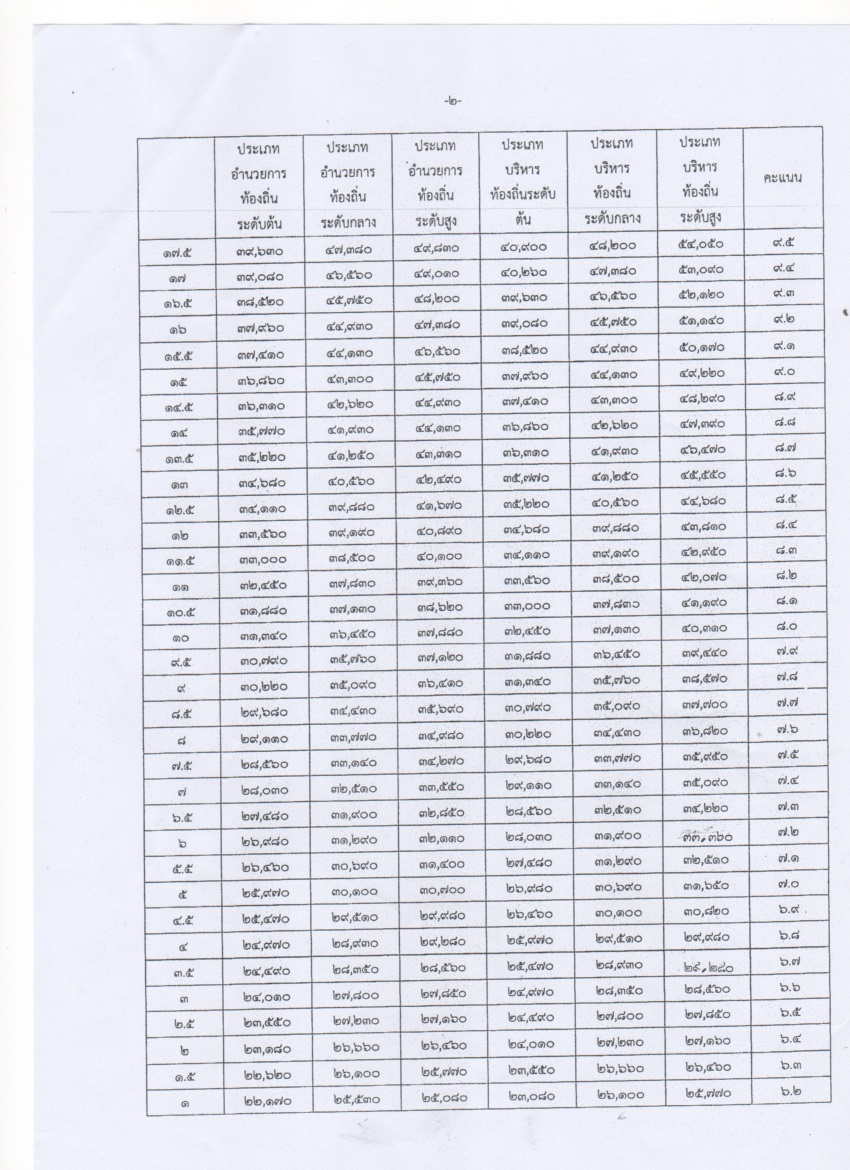 -๒-
ประเภท อำนวยการ ท้องถิ่น ระดับต้น ประเภท อำนวยการ ท้องถิ่น ระดับกลาง ประเภท อำนวยการ ท้องถิ่น ระดับสูง ประเภท บริหาร ท้องถิ่นระดับ ต้น ประเภท บริหาร ท้องถิ่น ระดับกลาง ประเภท บริหาร ท้องถิ่น ระดับสูง คะแนน
๑๗.๕ ๓๙,๖๓๐ ๔๗,๓๘๐ ๔๙,๘๓๐ ๔๐,๙๐๐ ๔๘,๒๐๐ ๕๔,๐๕๐ ๙.๕
๑๗ ๓๙,๐๘๐ ๔๖,๕๖๐ ๔๙,๐๑๐ ๔๐,๒๖๐ ๔๗,๓๘๐ ๕๓,๐๙๐ ๙.๔
๑๖.๕ ๓๘,๕๒๐ ๔๕,๗๕๐ ๔๘,๒๐๐ ๓๙,๖๓๐ ๔๖,๕๖๐ ๕๒,๑๒๐ ๙.๓
๑๖ ๓๗,๙๖๐ ๔๔,๙๓๐ ๔๗,๓๘๐ ๓๙,๐๘๐ ๔๕,๗๕๐ ๕๑,๑๔๐ ๙.๒
๑๕.๕ ๓๗,๔๑๐ ๔๔,๑๓๐ ๔๖,๕๖๐ ๓๘,๕๒๐ ๔๔,๙๓๐ ๕๐,๑๗๐ ๙.๑
๑๕ ๓๖,๘๖๐ ๔๓,๓๐๐ ๔๕,๗๕๐ ๓๗,๙๖๐ ๔๔,๑๓๐ ๔๙,๒๒๐ ๙.๐
๑๔.๕ ๓๖,๓๑๐ ๔๒,๖๒๐ ๔๔,๙๓๐ ๓๗,๔๑๐ ๔๓,๓๐๐ ๔๘,๒๙๐ ๘.๙
๑๔ ๓๕,๗๗๐ ๔๑,๙๓๐ ๔๔,๑๓๐ ๓๖,๘๖๐ ๔๒,๖๒๐ ๔๗,๓๙๐ ๘.๘
๑๓.๕ ๓๕,๒๒๐ ๔๑,๒๕๐ ๔๓,๓๑๐ ๓๖,๓๑๐ ๔๑,๙๓๐ ๔๖,๔๗๐ ๘.๗
๑๓ ๓๔,๖๘๐ ๔๐,๕๖๐ ๔๒,๔๙๐ ๓๕,๗๗๐ ๔๑,๒๕๐ ๔๕,๕๕๐ ๘.๖
๑๒.๕ ๓๔,๑๑๐ ๓๙,๘๘๐ ๔๑,๖๗๐ ๓๕,๒๒๐ ๔๐,๕๖๐ ๔๔,๖๘๐ ๘.๕
๑๒ ๓๓,๕๖๐ ๓๙,๑๙๐ ๔๐,๘๙๐ ๓๔,๖๘๐ ๓๙,๘๘๐ ๔๓,๘๑๐ ๘.๔
๑๑.๕ ๓๓,๐๐๐ ๓๘,๕๐๐ ๔๐,๑๐๐ ๓๔,๑๑๐ ๓๙,๑๙๐ ๔๒,๙๕๐ ๘.๓
๑๑ ๓๒,๔๕๐ ๓๗,๘๓๐ ๓๙,๓๖๐ ๓๓,๕๖๐ ๓๘,๕๐๐ ๔๒,๐๗๐ ๘.๒
๑๐.๕ ๓๑,๘๘๐ ๓๗,๑๓๐ ๓๘,๖๒๐ ๓๓,๐๐๐ ๓๗,๘๓๐ ๔๑,๑๙๐ ๘.๑
๑๐ ๓๑,๓๔๐ ๓๖,๔๕๐ ๓๗,๘๘๐ ๓๒,๔๕๐ ๓๗,๑๓๐ ๔๐,๓๑๐ ๘.๐
๙.๕ ๓๐,๗๙๐ ๓๕,๗๖๐ ๓๗,๑๒๐ ๓๑,๘๘๐ ๓๖,๔๕๐ ๓๙,๔๔๐ ๗.๙
๙ ๓๐,๒๒๐ ๓๕,๐๙๐ ๓๖,๔๑๐ ๓๑,๓๔๐ ๓๕,๗๖๐ ๓๘,๕๗๐ ๗.๘
๘.๕ ๒๙,๖๘๐ ๓๔,๔๓๐ ๓๕,๖๙๐ ๓๐,๗๙๐ ๓๕,๐๙๐ ๓๗,๗๐๐ ๗.๗
๘ ๒๙,๑๑๐ ๓๓,๗๗๐ ๓๔,๙๘๐ ๓๐,๒๒๐ ๓๔,๔๓๐ ๓๖,๘๒๐ ๗.๖
๗.๕ ๒๘,๕๖๐ ๓๓,๑๔๐ ๓๔,๒๗๐ ๒๙,๖๘๐ ๓๓,๗๗๐ ๓๕,๙๕๐ ๗.๕
๗ ๒๘,๐๓๐ ๓๒,๕๑๐ ๓๓,๕๕๐ ๒๙,๑๑๐ ๓๓,๑๔๐ ๓๕,๐๙๐ ๗.๔
๖.๕ ๒๗,๔๘๐ ๓๑,๙๐๐ ๓๒,๘๕๐ ๒๘,๕๖๐ ๓๒,๕๑๐ ๓๔,๒๒๐ ๗.๓
๖ ๒๖,๙๘๐ ๓๑,๒๙๐ ๓๒,๑๑๐ ๒๘,๐๓๐ ๓๑,๙๐๐ ๓๓,๓๖๐ ๗.๒
๕.๕ ๒๖,๔๖๐ ๓๐,๖๙๐ ๓๑,๔๐๐ ๒๗,๔๘๐ ๓๑,๒๙๐ ๓๒,๕๑๐ ๗.๑
๕ ๒๕,๙๗๐ ๓๐,๑๐๐ ๓๐,๗๐๐ ๒๖,๙๘๐ ๓๐,๖๙๐ ๓๑,๖๕๐ ๗.๐
๔.๕ ๒๕,๔๗๐ ๒๙,๕๑๐ ๒๙,๙๘๐ ๒๖,๔๖๐ ๓๐,๑๐๐ ๓๐,๘๒๐ ๖.๙
๔ ๒๔,๙๗๐ ๒๘,๙๓๐ ๒๙,๒๘๐ ๒๕,๙๗๐ ๒๙,๕๑๐ ๒๙,๙๘๐ ๖.๘
๓.๕ ๒๔,๔๙๐ ๒๘,๓๕๐ ๒๘,๕๖๐ ๒๕,๔๗๐ ๒๘,๙๓๐ ๒๙,๒๘๐ ๖.๗
๓ ๒๔,๐๑๐ ๒๗,๘๐๐ ๒๗,๘๕๐ ๒๔,๙๗๐ ๒๘,๓๕๐ ๒๘,๕๖๐ ๖.๖
๒.๕ ๒๓,๕๕๐ ๒๗,๒๓๐ ๒๗,๑๖๐ ๒๔,๔๙๐ ๒๗,๘๐๐ ๒๗,๘๕๐ ๖.๕
๒ ๒๓,๑๘๐ ๒๖,๖๖๐ ๒๖,๔๖๐ ๒๔,๐๑๐ ๒๗,๒๓๐ ๒๗,๑๖๐ ๖.๔
๑.๕ ๒๒,๖๒๐ ๒๖,๑๐๐ ๒๕,๗๗๐ ๒๓,๕๕๐ ๒๖,๖๖๐ ๒๖,๔๖๐ ๖.๓
๑ ๒๒,๑๗๐ ๒๕,๕๓๐ ๒๕,๐๘๐ ๒๓,๐๘๐ ๒๖,๑๐๐ ๒๕,๗๗๐ ๖.๒